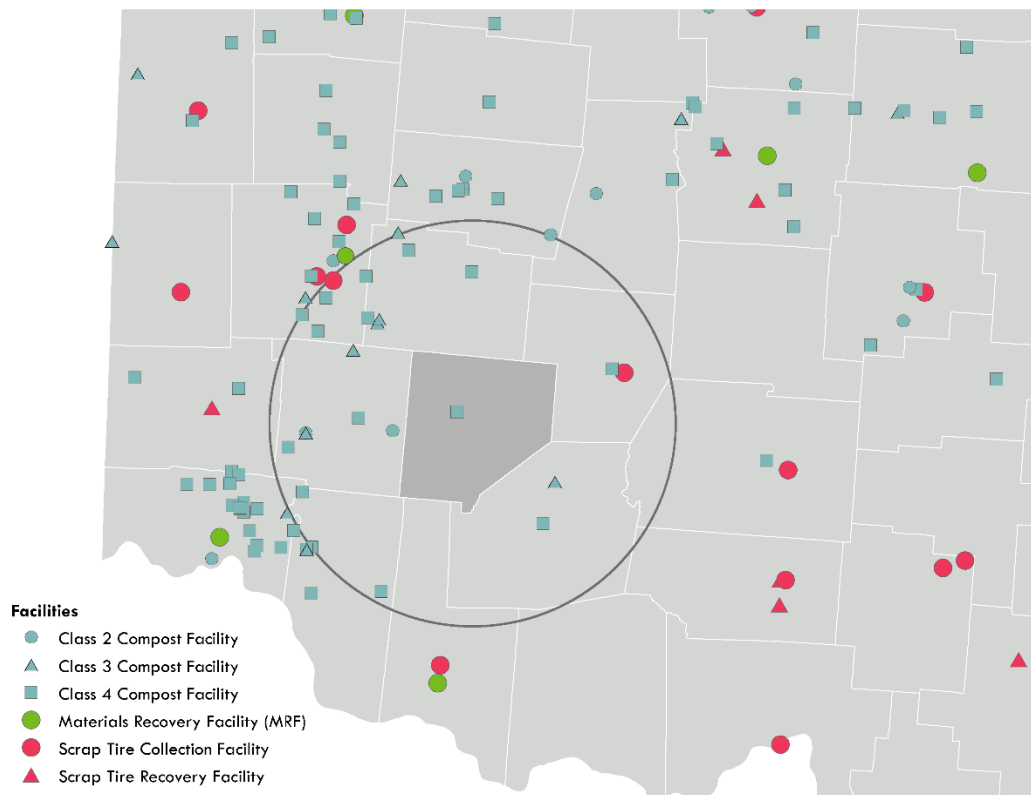 Facilities
Class 2 Compost Facility
Class 3 Compost Facility
Class 4 Compost Facility
Materials Recovery Facility (MRF)
Scrap Tire Collection Facility
Scrap Tire Recovery Facility